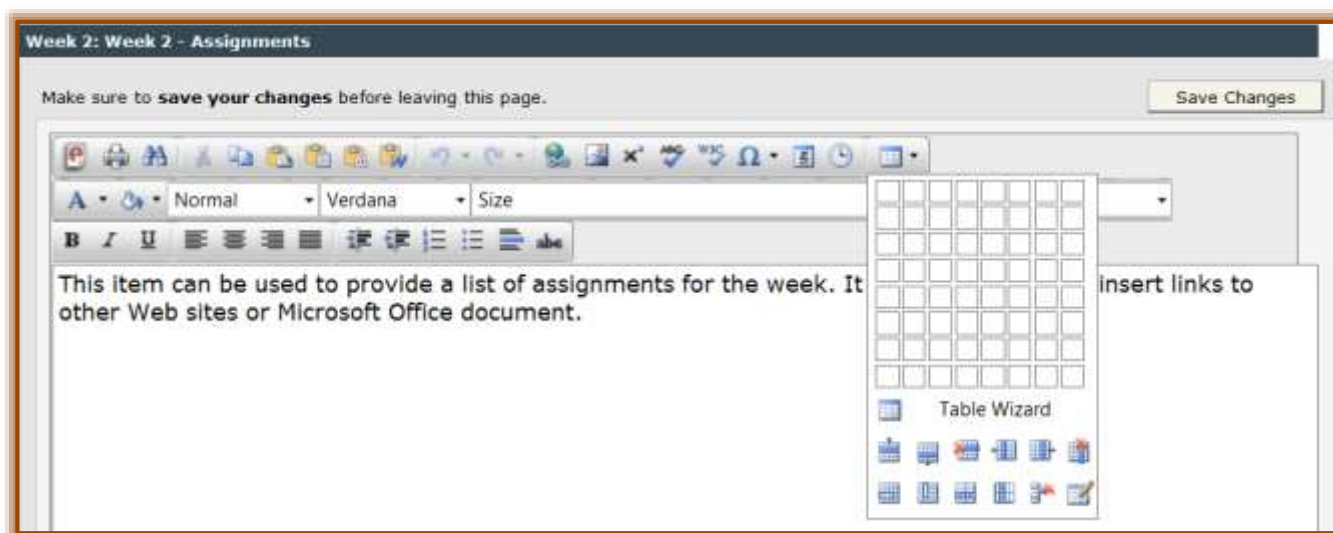 Week 2: Week 2 - Assignments
Make sure to save your changes before leaving this page.
Save Changes
Normal
Verdana
Size
B I U abc
This item can be used to provide a list of assignments for the week. It insert links to
other Web sites or Microsoft Office document.
Table Wizard